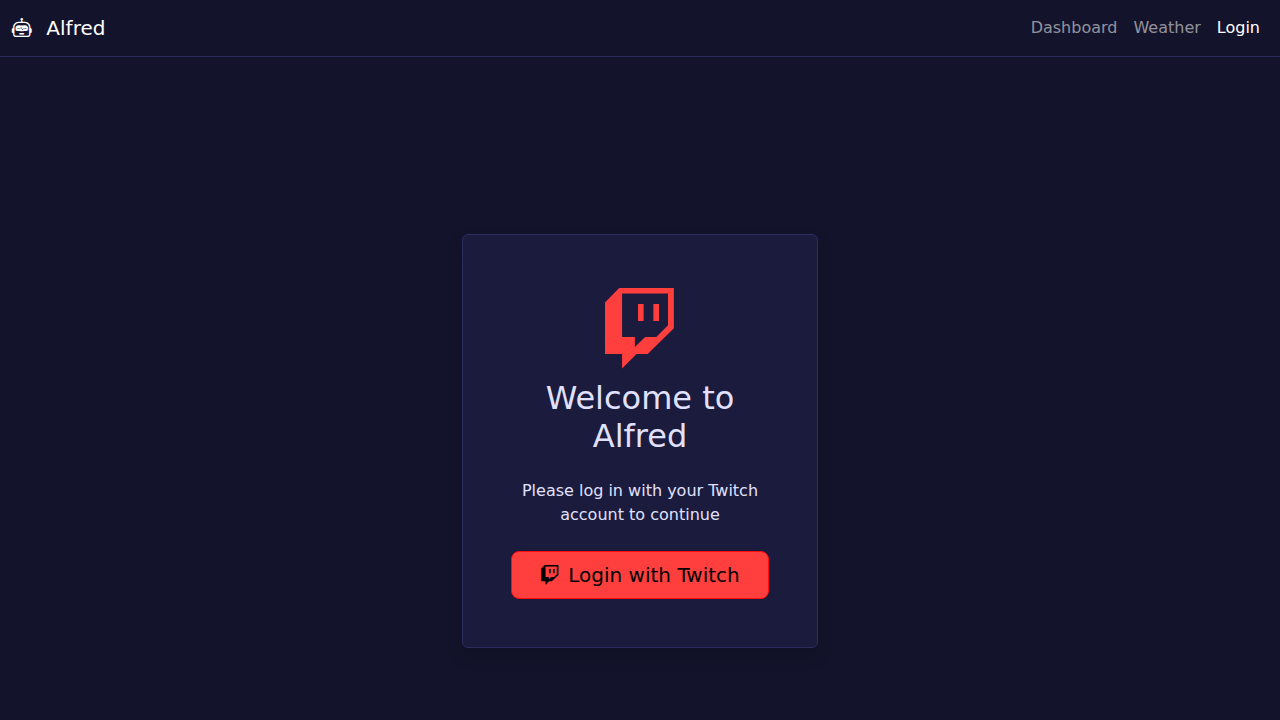 Alfred
Dashboard Weather Login
Welcome to
Alfred
Please log in with your Twitch
account to continue
Login with Twitch